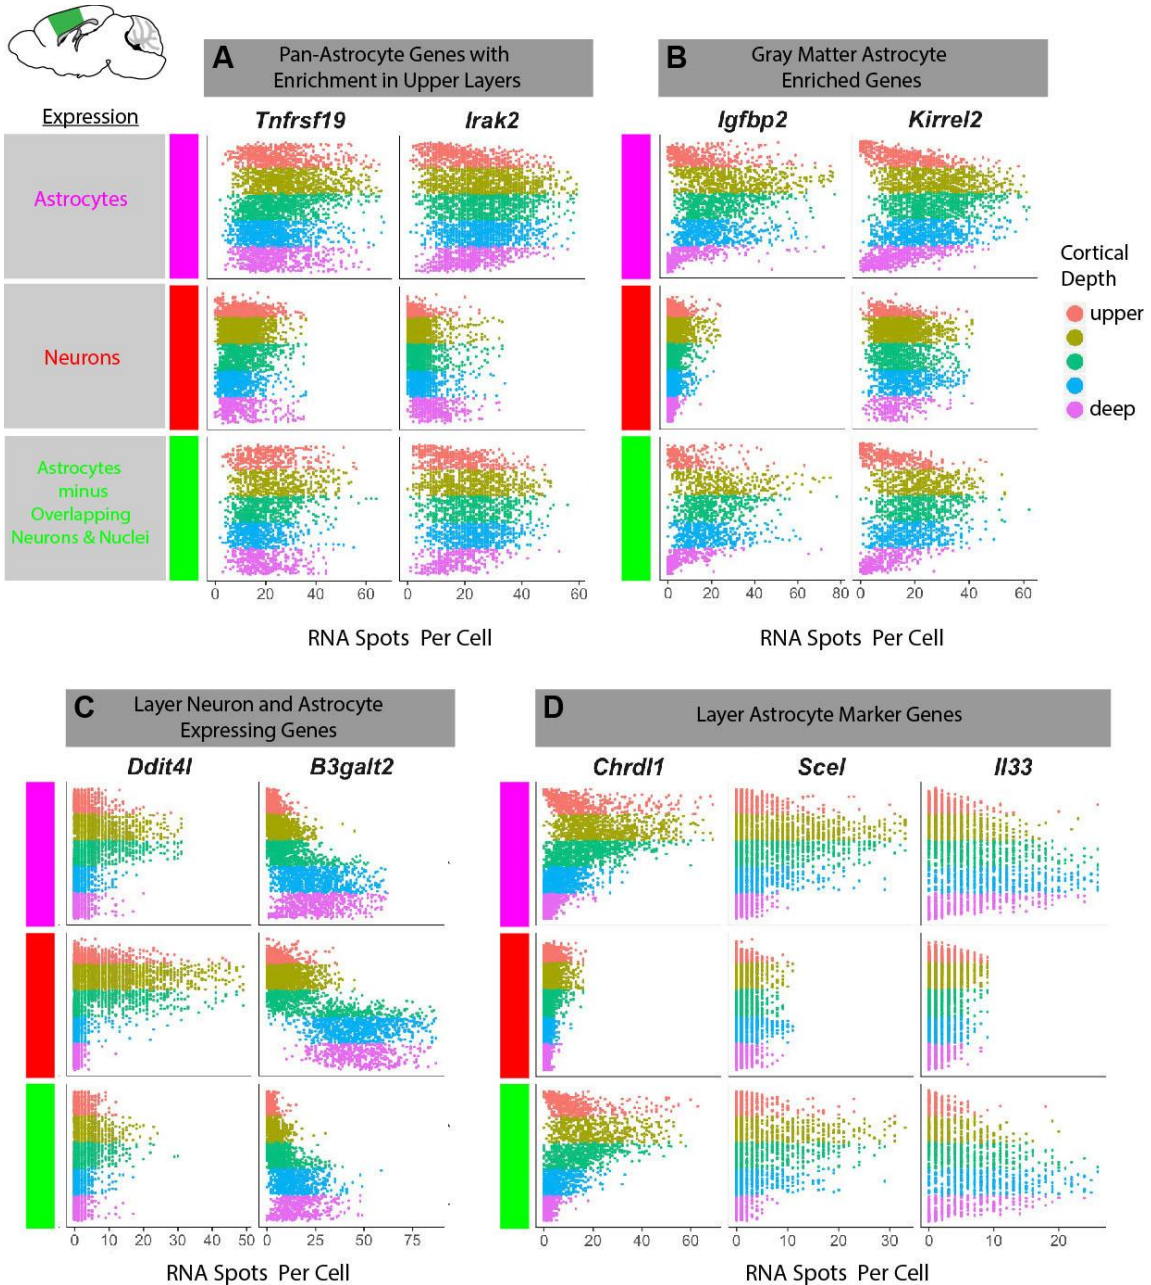 A
Pan-Astrocyte Genes with
Enrichment in Upper Layers
B
Gray Matter Astrocyte
Enriched Genes
Expression
Tnfrsf19
Irak2
Igfbp2
Kirrel2
Astrocytes
Neurons
Astrocytes
minus
Overlapping
Neurons & Nuclei
Cortical
Depth
upper
deep
0 20 40 60
0 20 40 60
0 20 40 60 80
0 20 40 60
RNA Spots Per Cell
RNA Spots Per Cell
C
Layer Neuron and Astrocyte
Expressing Genes
D
Layer Astrocyte Marker Genes
Ddit4l
B3galt2
Chrdl1
Scel
Il33
0 10 20 30 40 50
0 25 50 75
0 20 40 60
0 10 20 30
0 10 20
RNA Spots Per Cell
RNA Spots Per Cell